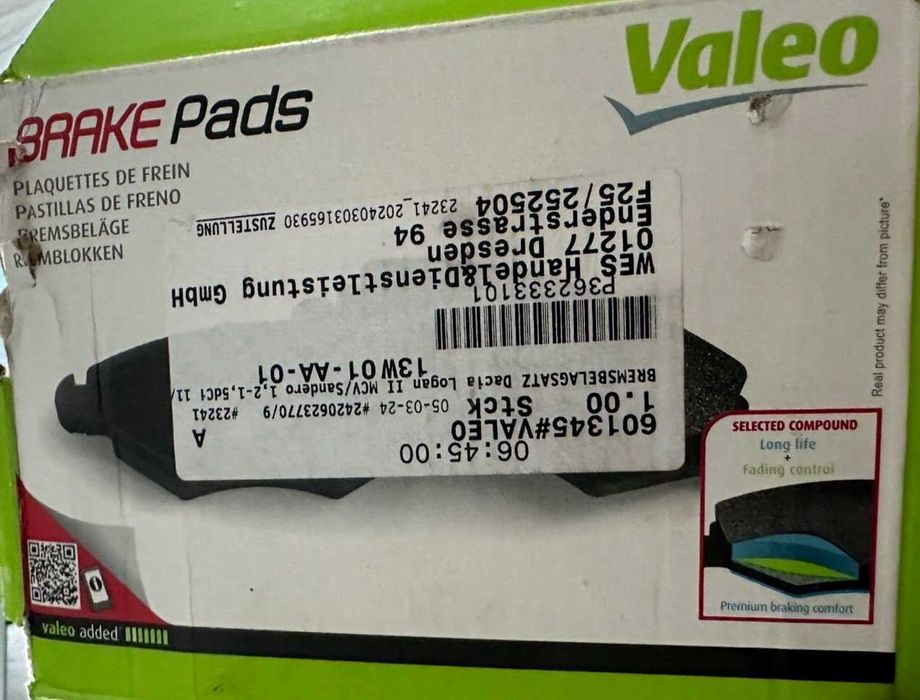 Valeo
BRAKE Pads
PLAQUETTES DE FREIN
PASTILLAS DE FRENO
BREMSBELÄGE
REMBLOKKEN
06:45:00
601345#VALEO A
1.00 Stck 05-03-24 #2420623770/9 #23241
BREMSBELAGSATZ Dacia Logan II MCV/Sandero 1,2-1,5dCi 11/
13W01-AA-01
P362333101
WES Handel&Dienstleistung GmbH
01277 Dresden
Enderstrasse 94
F25/252504 23241_20240303165930 ZUSTELLUNG
Real product may differ from picture*
SELECTED COMPOUND
Long life
+
Fading control
Premium braking comfort
valeo added